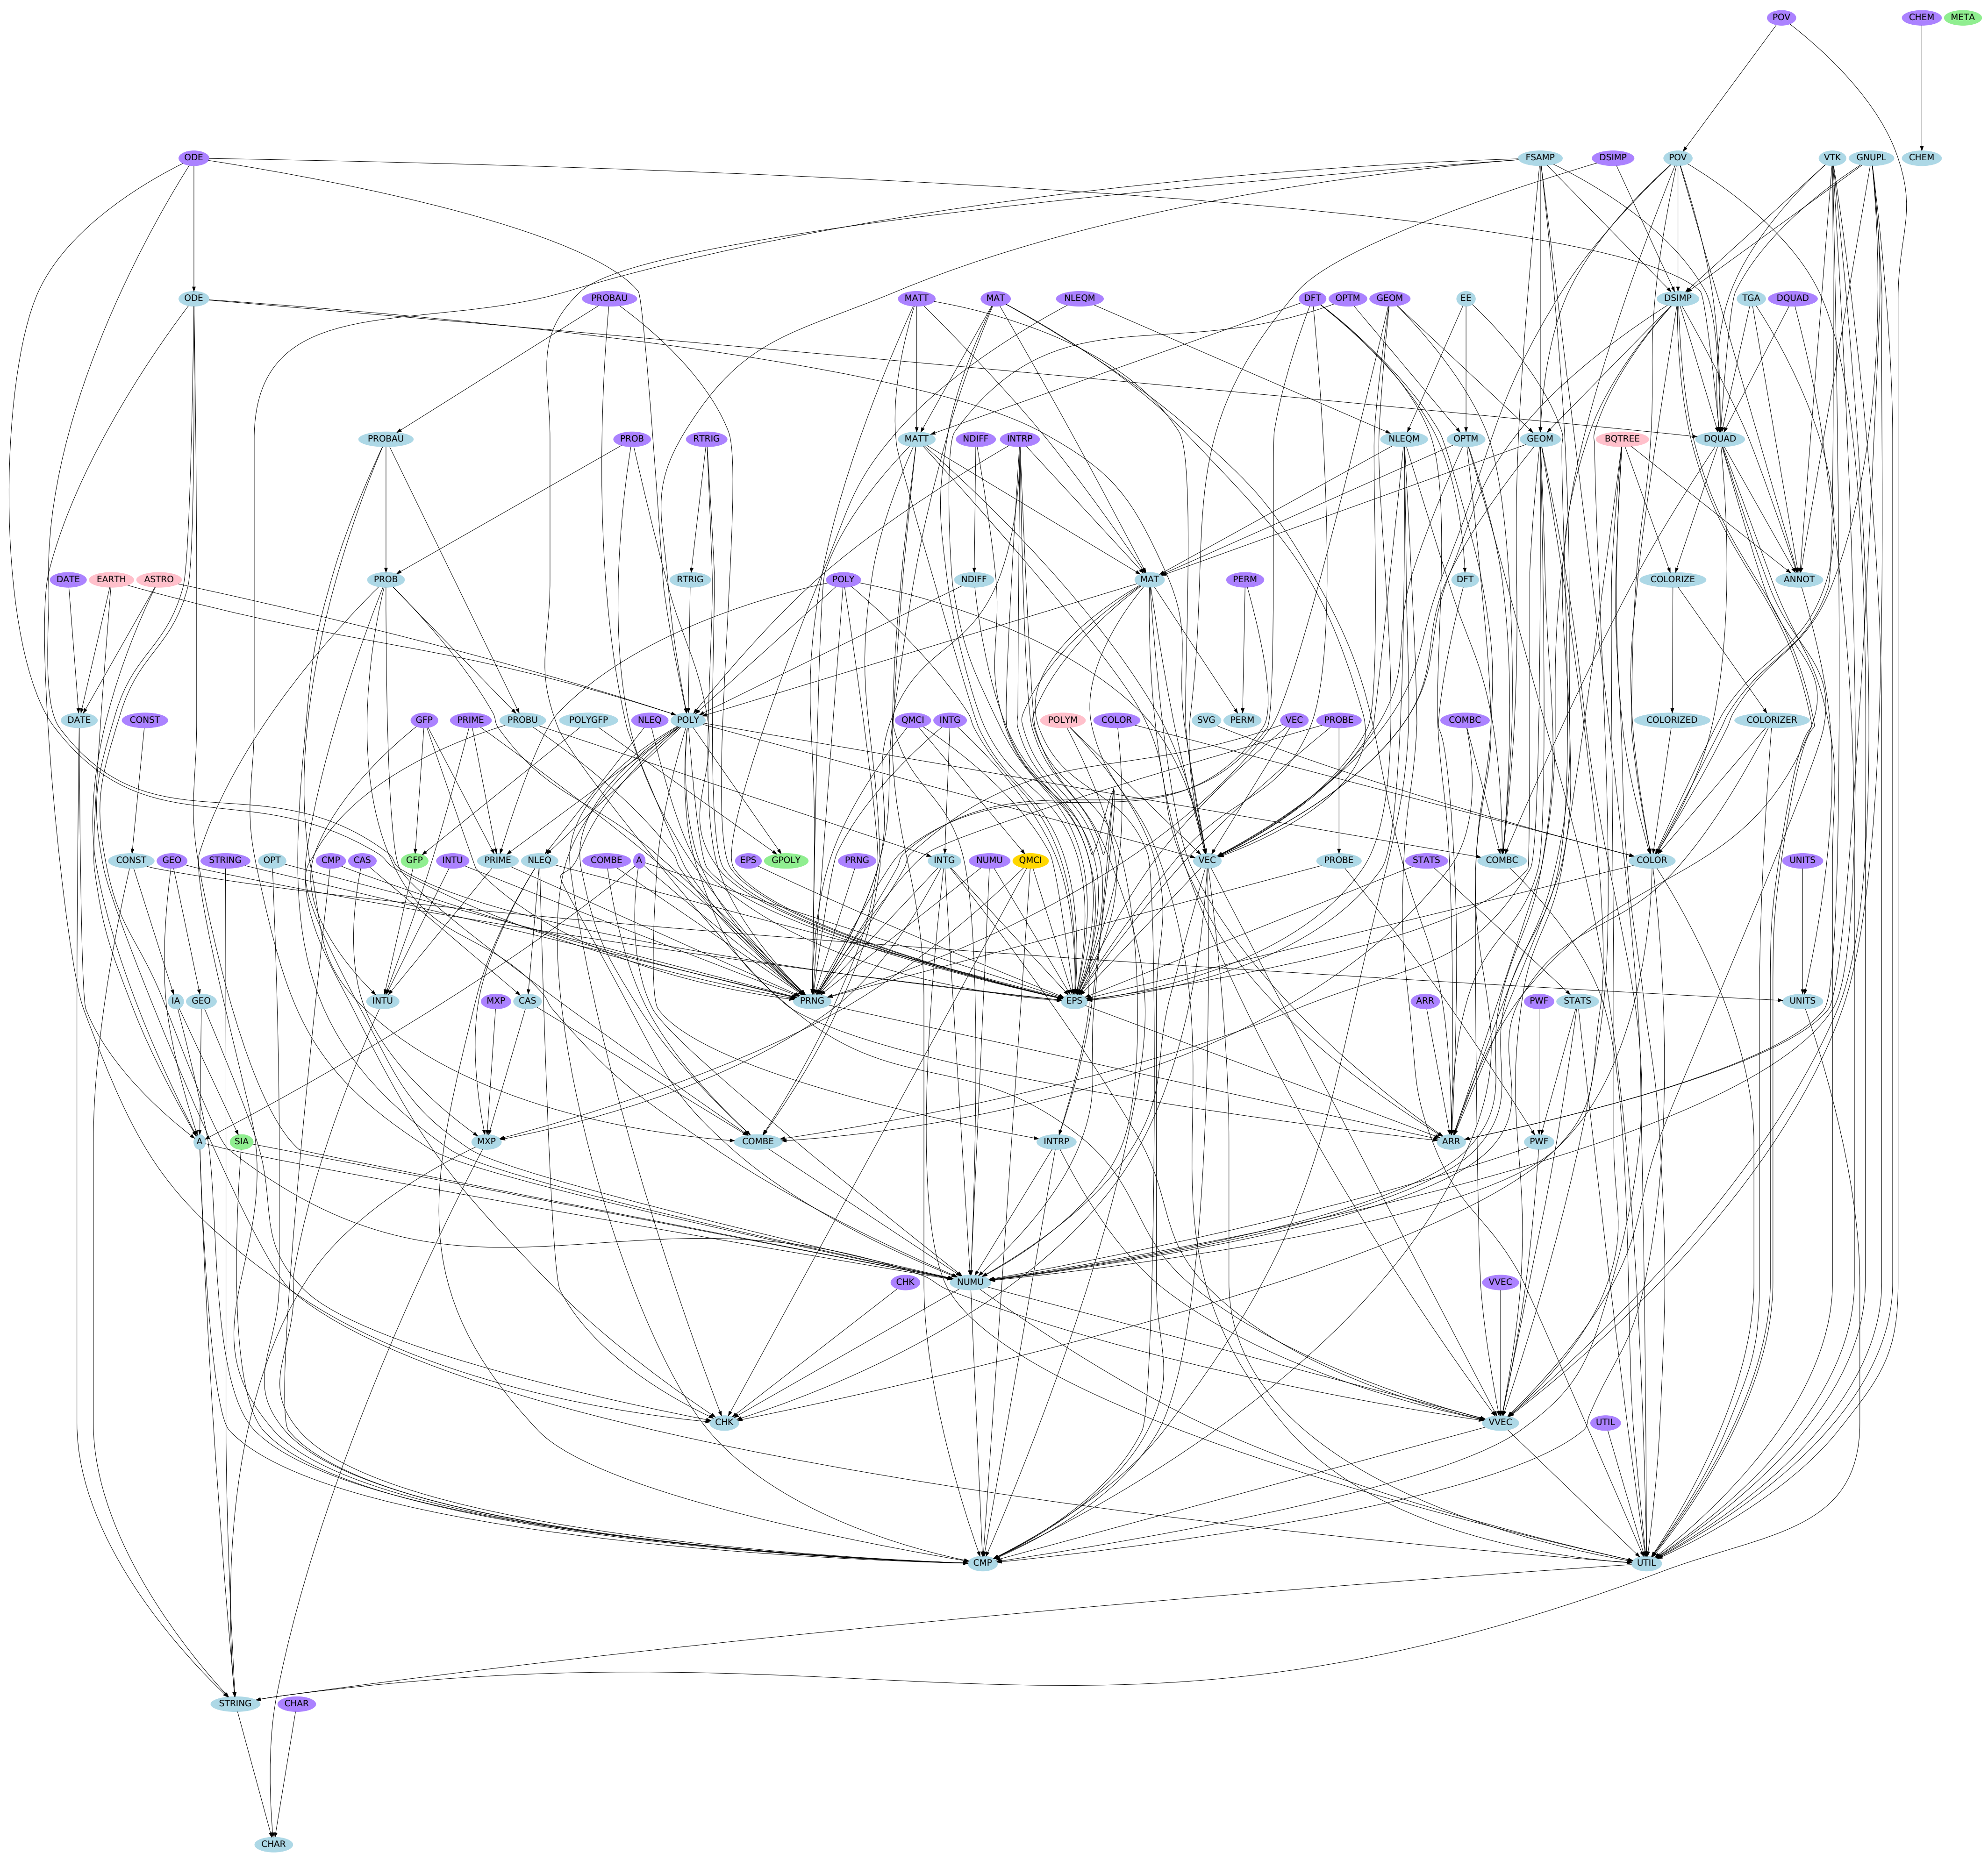 POV CHEM META
ODE FSAMP DSIMP POV VTK GNUPL CHEM
ODE PROBAU MATT MAT NLEQM DFT OPTM GEOM EE DSIMP TGA DQUAD
PROBAU PROB RTRIG MATT NDIFF INTRP NLEQM OPTM GEOM BQTREE DQUAD
DATE EARTH ASTRO PROB RTRIG POLY NDIFF MAT PERM DFT COLORIZE ANNOT
DATE CONST GFP PRIME PROBU POLYGFP NLEQ POLY QMCI INTG POLYM COLOR SVG PERM VEC PROBE COMBC COLORIZED COLORIZER
CONST GEO STRING OPT CMP CAS GFP INTU PRIME NLEQ COMBE A EPS GPOLY PRNG INTG NUMU QMCI VEC PROBE STATS COMBC COLOR UNITS
IA GEO INTU MXP CAS PRNG EPS ARR PWF STATS UNITS
A SIA MXP COMBE INTRP ARR PWF
NUMU CHK VVEC
CHK VVEC UTIL
CMP UTIL
STRING CHAR
CHAR